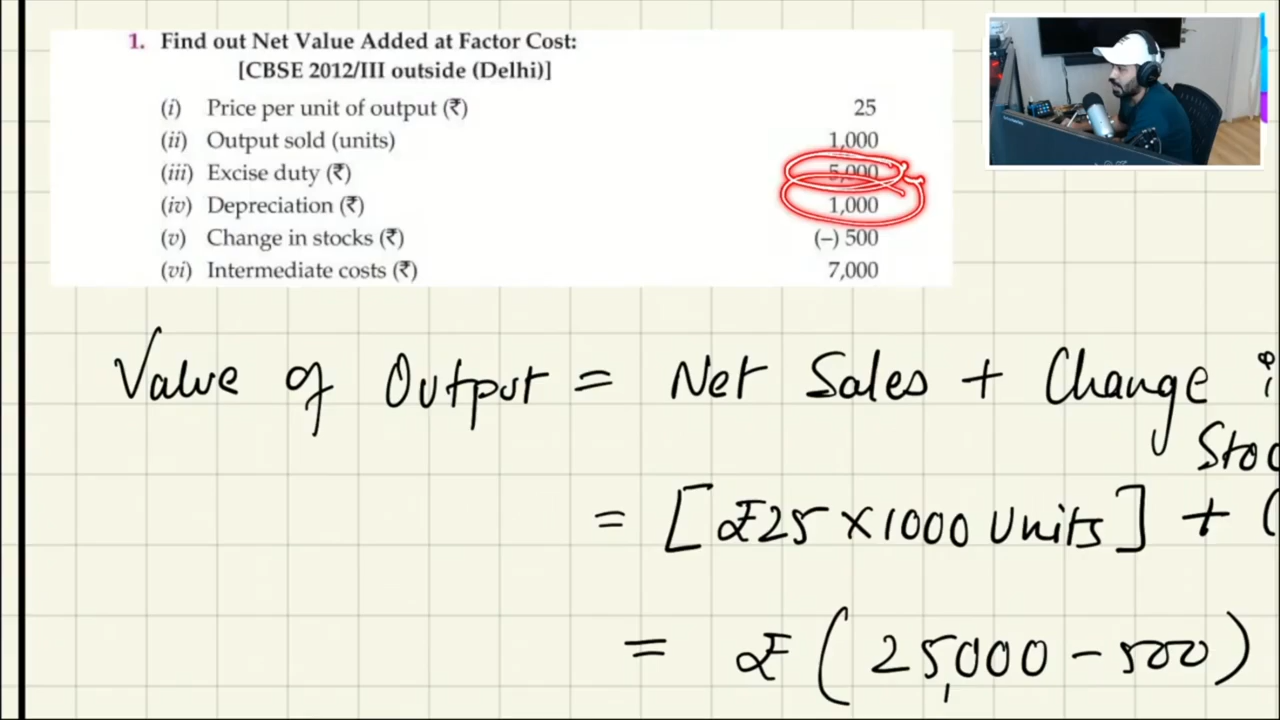 1. Find out Net Value Added at Factor Cost:
[CBSE 2012/III outside (Delhi)]
(i) Price per unit of output (₹) 25
(ii) Output sold (units) 1,000
(iii) Excise duty (₹) 5,000
(iv) Depreciation (₹) 1,000
(v) Change in stocks (₹) (–) 500
(vi) Intermediate costs (₹) 7,000
Value of Output = Net Sales + Change i
Stoc
= [₹25 × 1000 Units] + (
= ₹ (25,000 – 500)